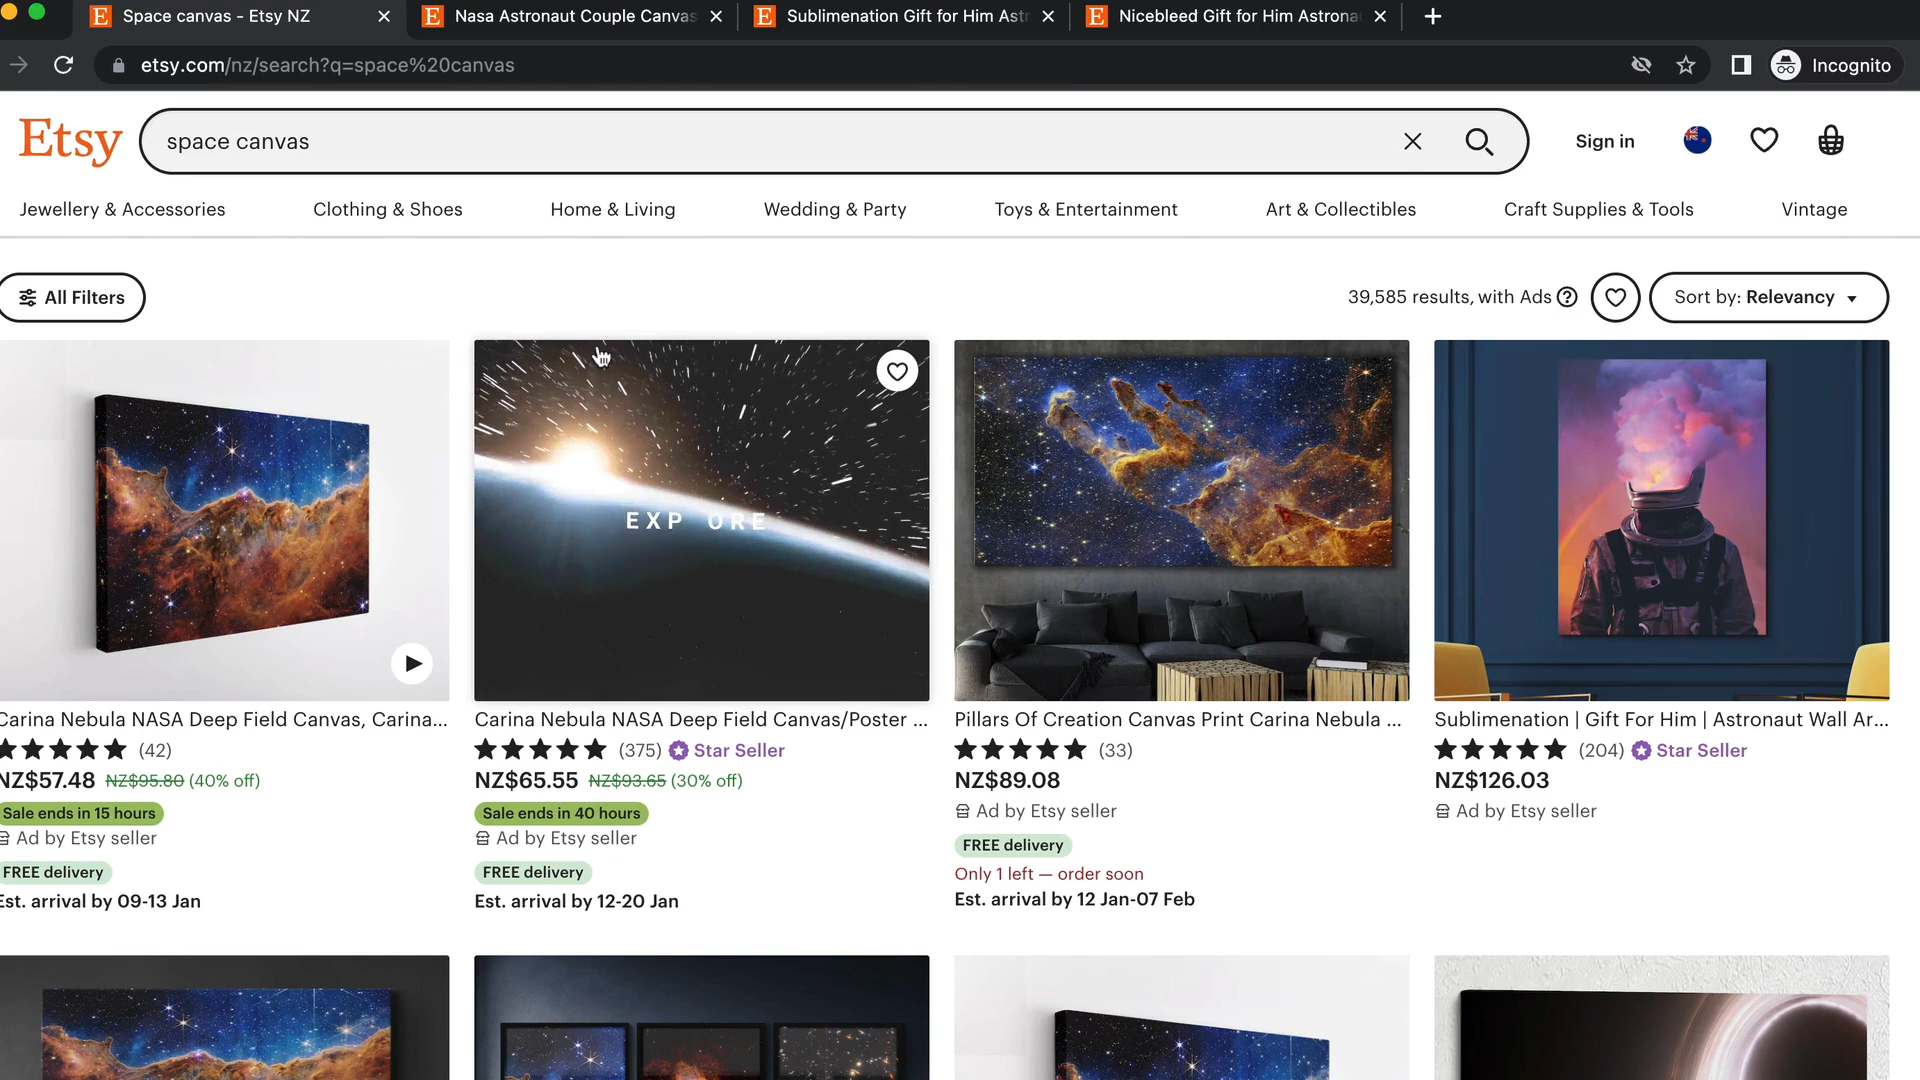 Space canvas - Etsy NZ
Nasa Astronaut Couple Canvas
Sublimenation Gift for Him Ast
Nicebleed Gift for Him Astrona
etsy.com/nz/search?q=space%20canvas
Incognito
Etsy
space canvas
Sign in
Jewellery & Accessories
Clothing & Shoes
Home & Living
Wedding & Party
Toys & Entertainment
Art & Collectibles
Craft Supplies & Tools
Vintage
All Filters
39,585 results, with Ads
Sort by: Relevancy
EXP ORE
Carina Nebula NASA Deep Field Canvas, Carina...
(42)
NZ$57.48 NZ$95.80 (40% off)
Sale ends in 15 hours
Ad by Etsy seller
FREE delivery
Est. arrival by 09-13 Jan
Carina Nebula NASA Deep Field Canvas/Poster ...
(375) Star Seller
NZ$65.55 NZ$93.65 (30% off)
Sale ends in 40 hours
Ad by Etsy seller
FREE delivery
Est. arrival by 12-20 Jan
Pillars Of Creation Canvas Print Carina Nebula ...
(33)
NZ$89.08
Ad by Etsy seller
FREE delivery
Only 1 left — order soon
Est. arrival by 12 Jan-07 Feb
Sublimenation | Gift For Him | Astronaut Wall Ar...
(204) Star Seller
NZ$126.03
Ad by Etsy seller